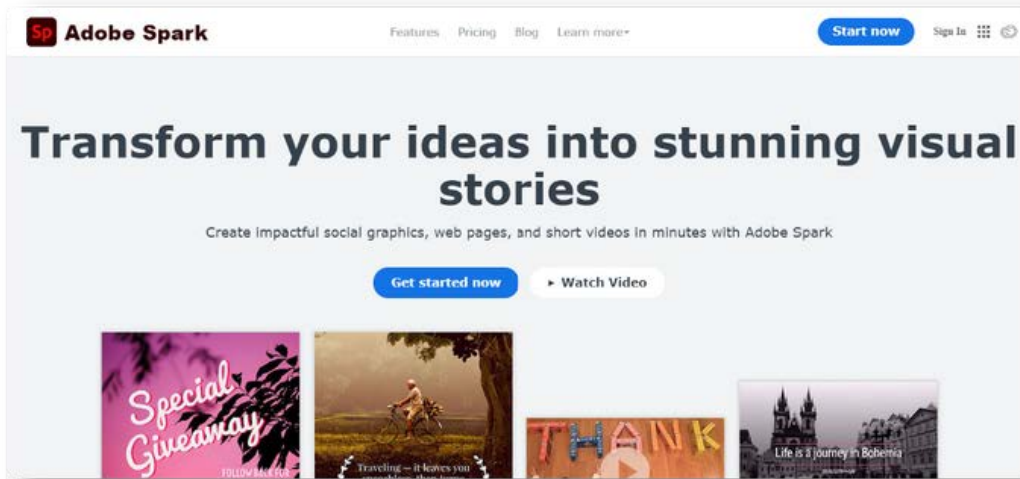 Sp Adobe Spark
Features Pricing Blog Learn more
Start now
Sign In
Transform your ideas into stunning visual
stories
Create impactful social graphics, web pages, and short videos in minutes with Adobe Spark
Get started now
Watch Video
Special
Giveaway
FOLLOW BACK FOR
Traveling – it leaves you
THANK
Life is a journey in Bohemia